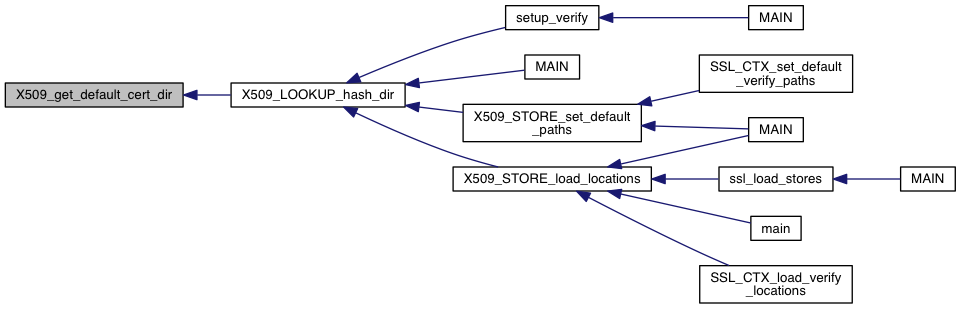 setup_verify
MAIN
X509_get_default_cert_dir
X509_LOOKUP_hash_dir
MAIN
SSL_CTX_set_default
_verify_paths
X509_STORE_set_default
_paths
MAIN
X509_STORE_load_locations
ssl_load_stores
MAIN
main
SSL_CTX_load_verify
_locations